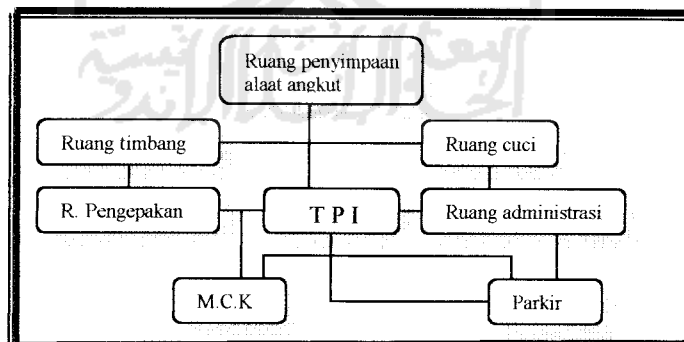 Ruang penyimpaan
alaat angkut
Ruang timbang
Ruang cuci
R. Pengepakan
T P I
Ruang administrasi
M.C.K
Parkir